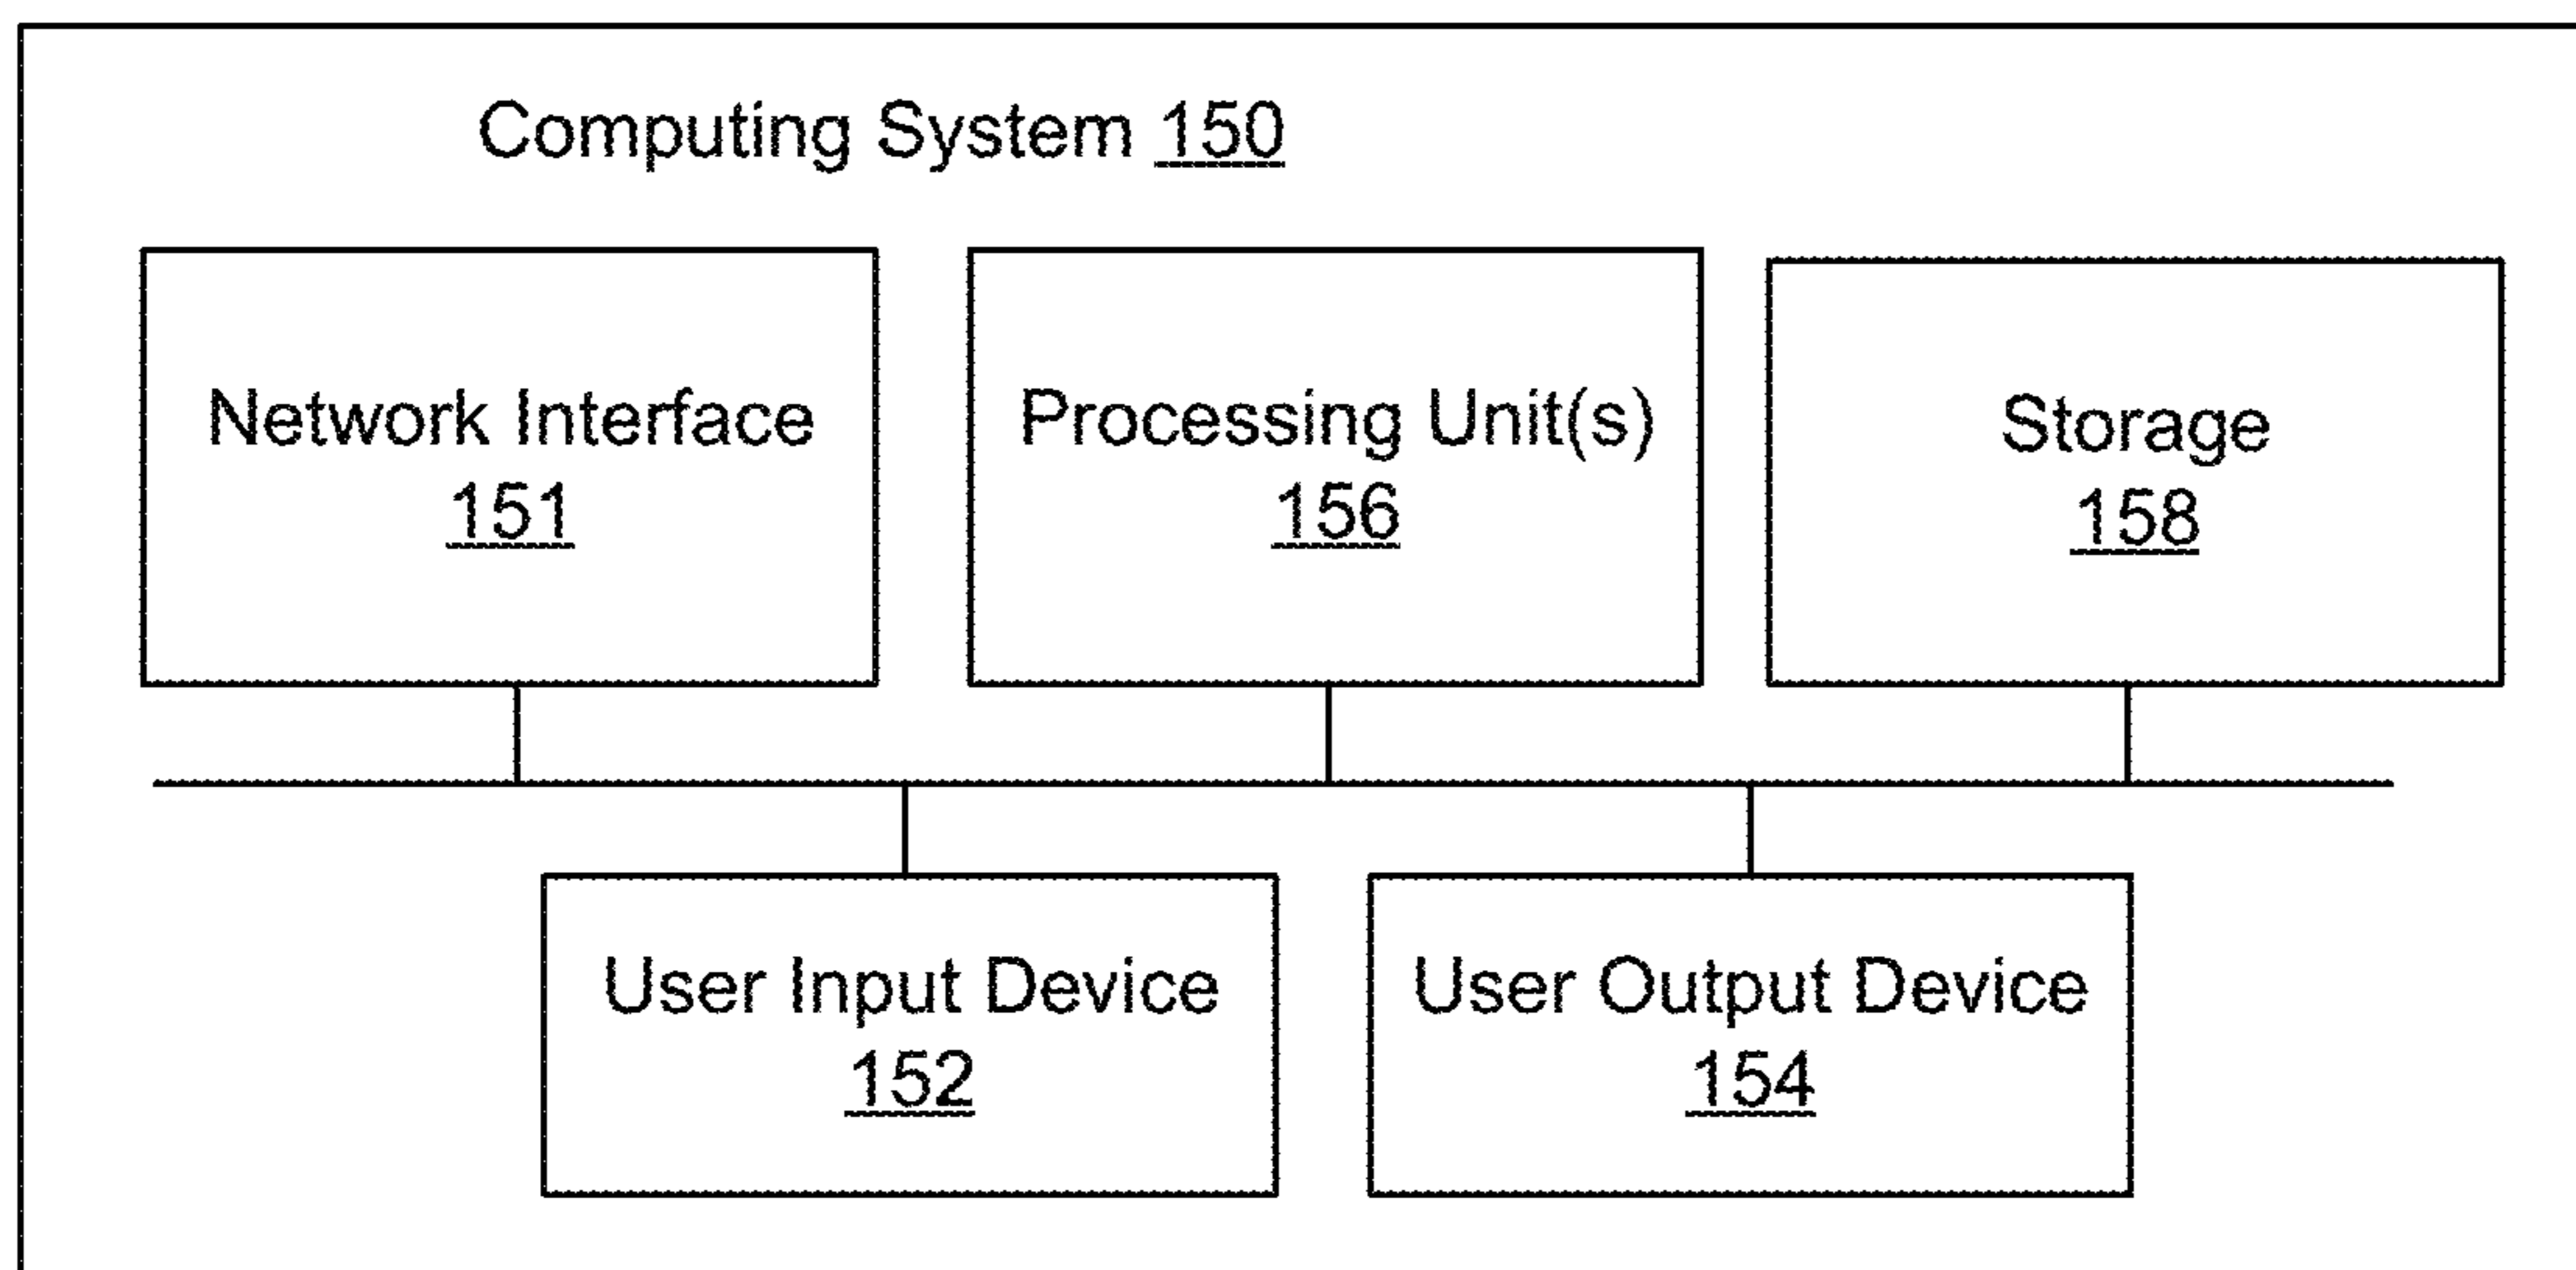 Computing System 150
Network Interface
151
Processing Unit(s)
156
Storage
158
User Input Device
152
User Output Device
154